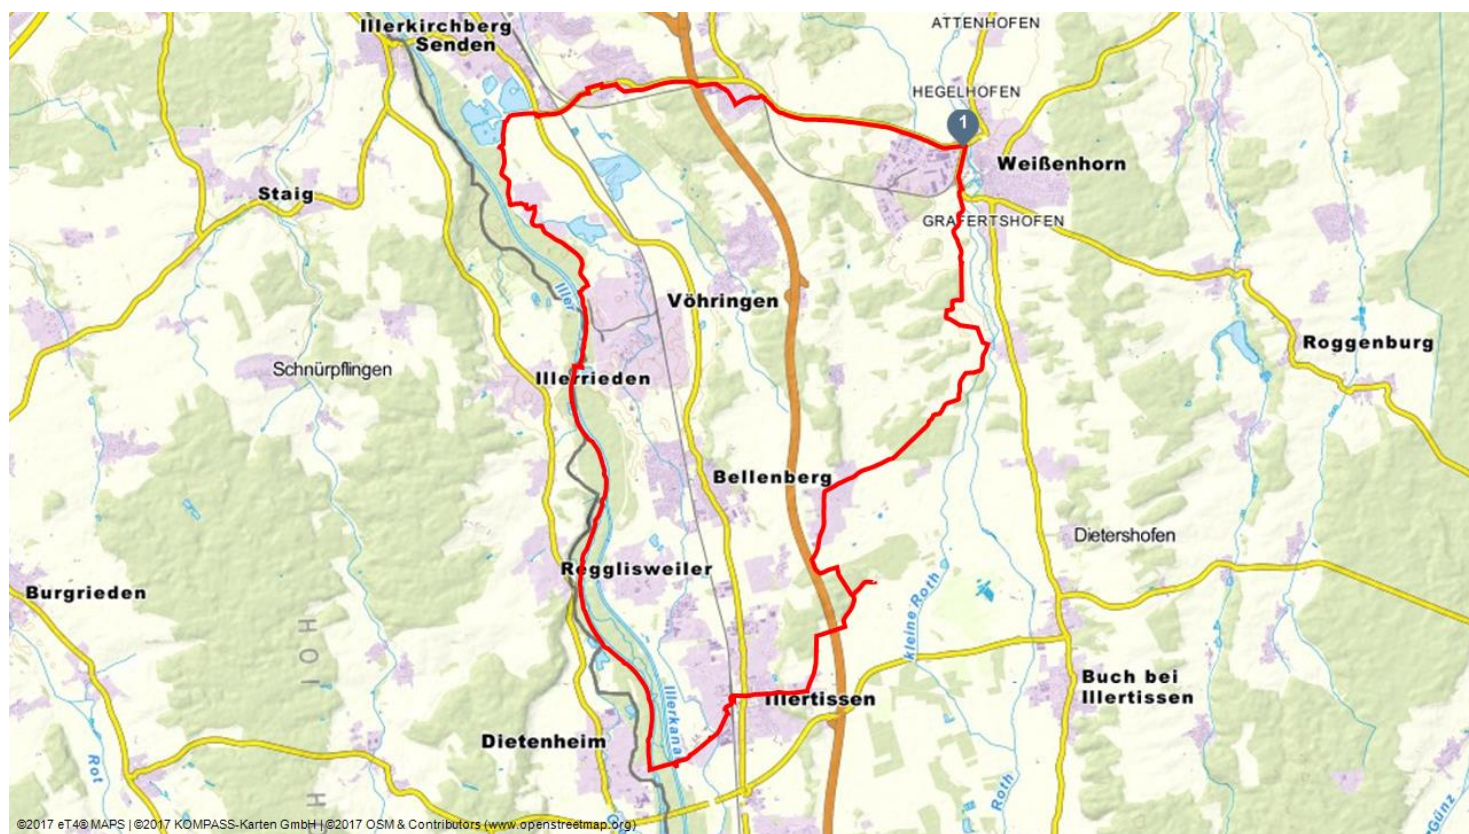 Illerkirchberg
Senden
ATTENHOFEN
HEGELHOFEN
1
Weißenhorn
Staig
GRAFERTSHOFEN
Iller
Vöhringen
Roggenburg
Schnürpflingen
Illerrieden
Bellenberg
Dietershofen
Regglisweiler
Burgrieden
kleine Roth
H O
I
H
Buch bei
Illertissen
Illertissen
Illerkanal
Dietenheim
Rot
Roth
Günz
©2017 eT4® MAPS | ©2017 KOMPASS-Karten GmbH | ©2017 OSM & Contributors (www.openstreetmap.org)